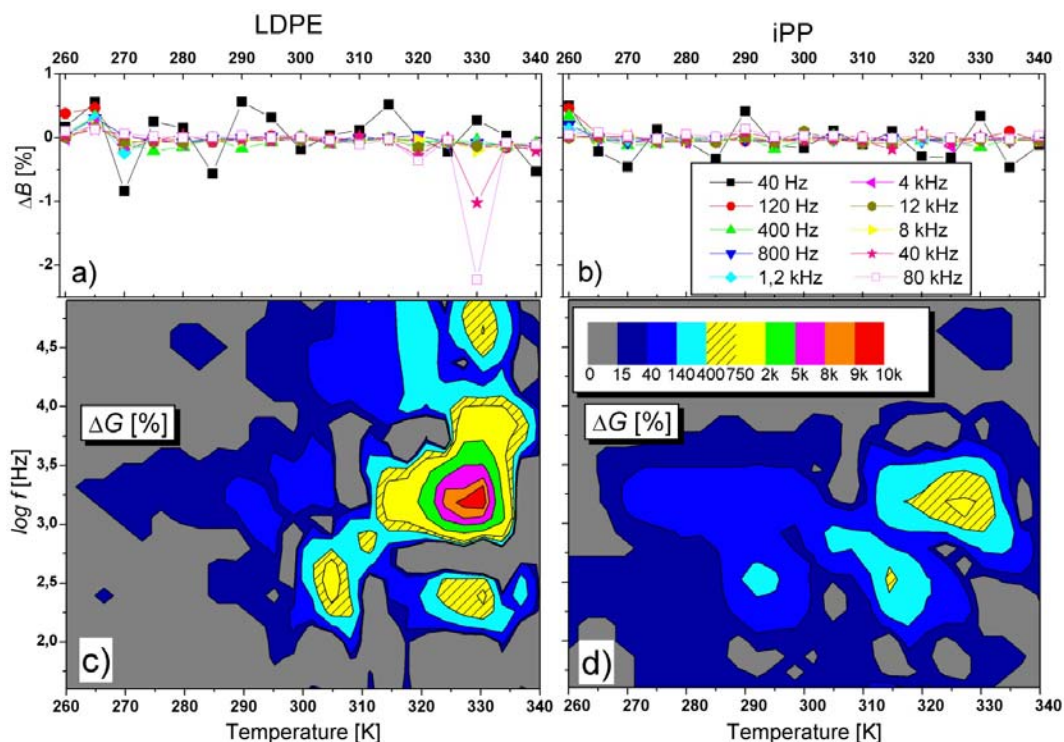 LDPE
iPP
260 270 280 290 300 310 320 330 340
260 270 280 290 300 310 320 330 340
1
0
-1
-2
ΔB [%]
a)
b)
40 Hz
120 Hz
400 Hz
800 Hz
1,2 kHz
4 kHz
12 kHz
8 kHz
40 kHz
80 kHz
4,5
4,0
3,5
3,0
2,5
2,0
log f [Hz]
ΔG [%]
c)
0 15 40 140 400 750 2k 5k 8k 9k 10k
ΔG [%]
d)
260 270 280 290 300 310 320 330 340
260 270 280 290 300 310 320 330 340
Temperature [K]
Temperature [K]